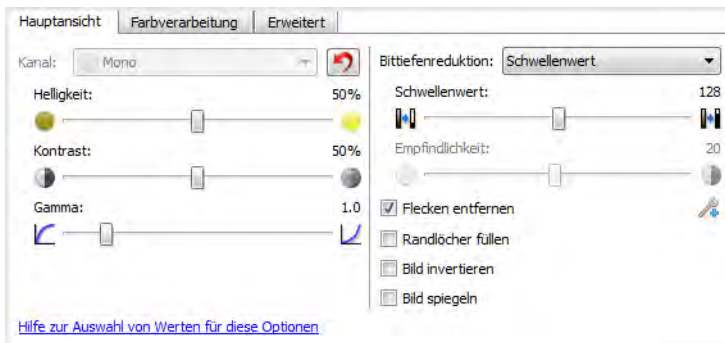 Hauptansicht Farbverarbeitung Erweitert
Kanal: Mono
Helligkeit: 50%
Kontrast: 50%
Gamma: 1.0
Hilfe zur Auswahl von Werten für diese Optionen
Bittiefenreduktion: Schwellenwert
Schwellenwert: 128
Empfindlichkeit: 20
Flecken entfernen
Randlöcher füllen
Bild invertieren
Bild spiegeln